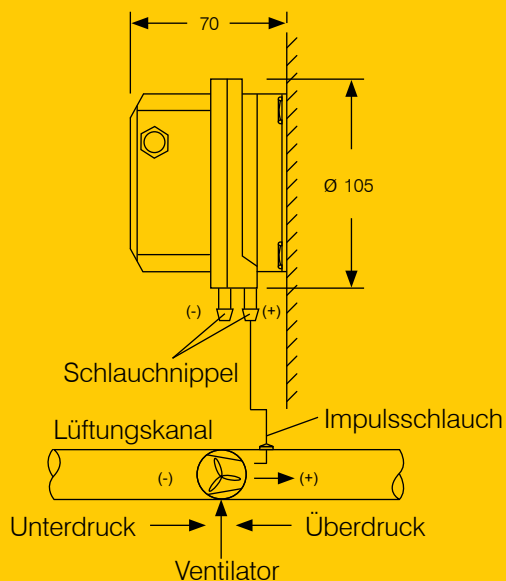 70
Ø 105
(-)
(+)
Schlauchnippel
Impulsschlauch
Lüftungskanal
(-)
(+)
Unterdruck
Überdruck
Ventilator